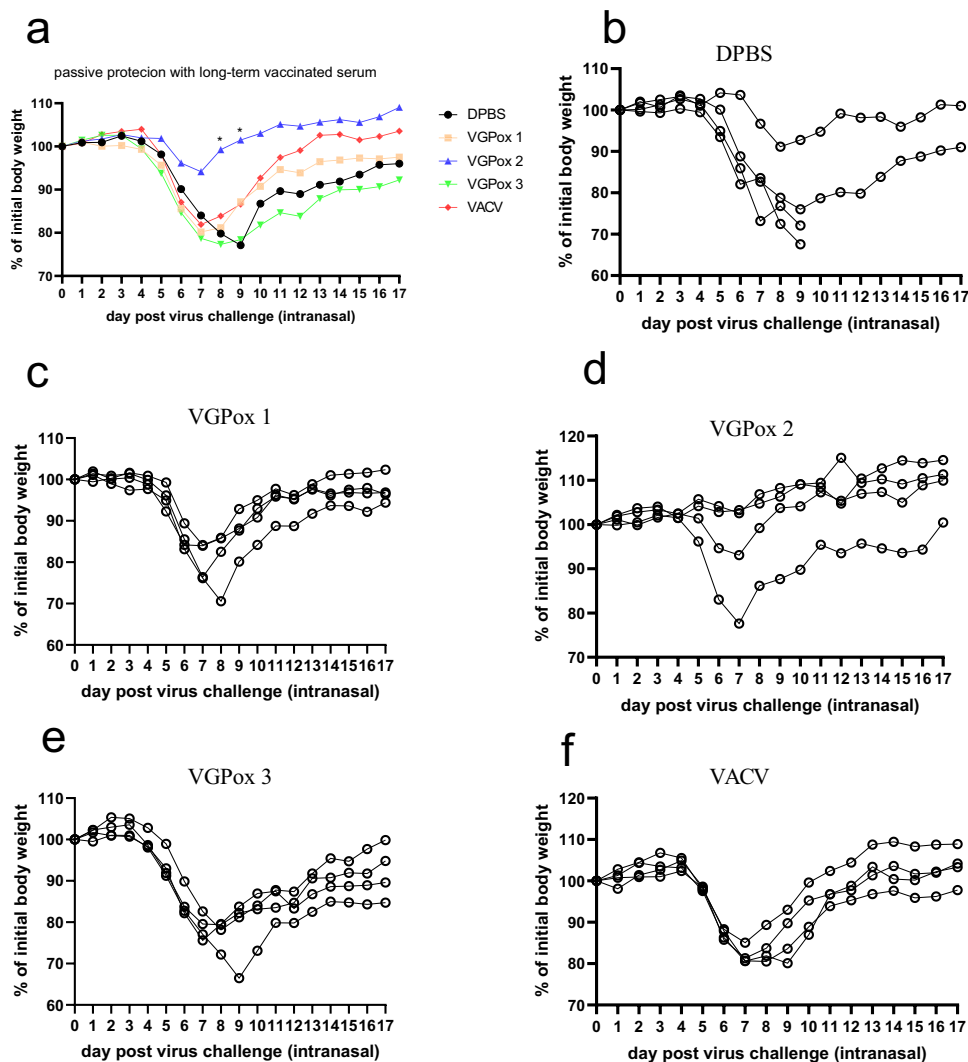 a
passive protecion with long-term vaccinated serum
% of initial body weight
110
100
90
80
70
* *
0 1 2 3 4 5 6 7 8 9 10 11 12 13 14 15 16 17
day post virus challenge (intranasal)
DPBS
VGPox 1
VGPox 2
VGPox 3
VACV
b
DPBS
% of initial body weight
110
100
90
80
70
60
0 1 2 3 4 5 6 7 8 9 10 11 12 13 14 15 16 17
day post virus challenge (intranasal)
c
VGPox 1
% of initial body weight
110
100
90
80
70
60
0 1 2 3 4 5 6 7 8 9 10 11 12 13 14 15 16 17
day post virus challenge (intranasal)
d
VGPox 2
% of initial body weight
120
110
100
90
80
70
0 1 2 3 4 5 6 7 8 9 10 11 12 13 14 15 16 17
day post virus challenge (intranasal)
e
VGPox 3
% of initial body weight
110
100
90
80
70
60
0 1 2 3 4 5 6 7 8 9 10 11 12 13 14 15 16 17
day post virus challenge (intranasal)
f
VACV
% of initial body weight
120
110
100
90
80
70
0 1 2 3 4 5 6 7 8 9 10 11 12 13 14 15 16 17
day post virus challenge (intranasal)